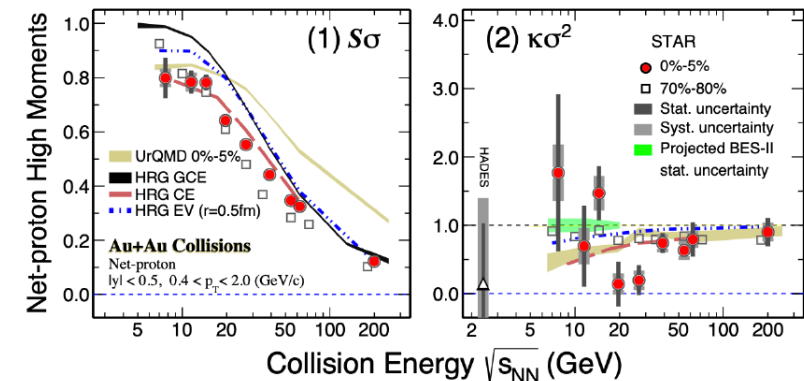 Net-proton High Moments
1.0
0.8
0.6
0.4
0.2
0.0
(1) Sσ
UrQMD 0%-5%
HRG GCE
HRG CE
HRG EV (r=0.5fm)
Au+Au Collisions
Net-proton
|y| < 0.5, 0.4 < p_T < 2.0 (GeV/c)
5 10 20 50 100 200
4.0
3.0
2.0
1.0
0.0
(2) κσ²
STAR
0%-5%
70%-80%
Stat. uncertainty
Syst. uncertainty
Projected BES-II
stat. uncertainty
HADES
2 5 10 20 50 100 200
Collision Energy √s_NN (GeV)